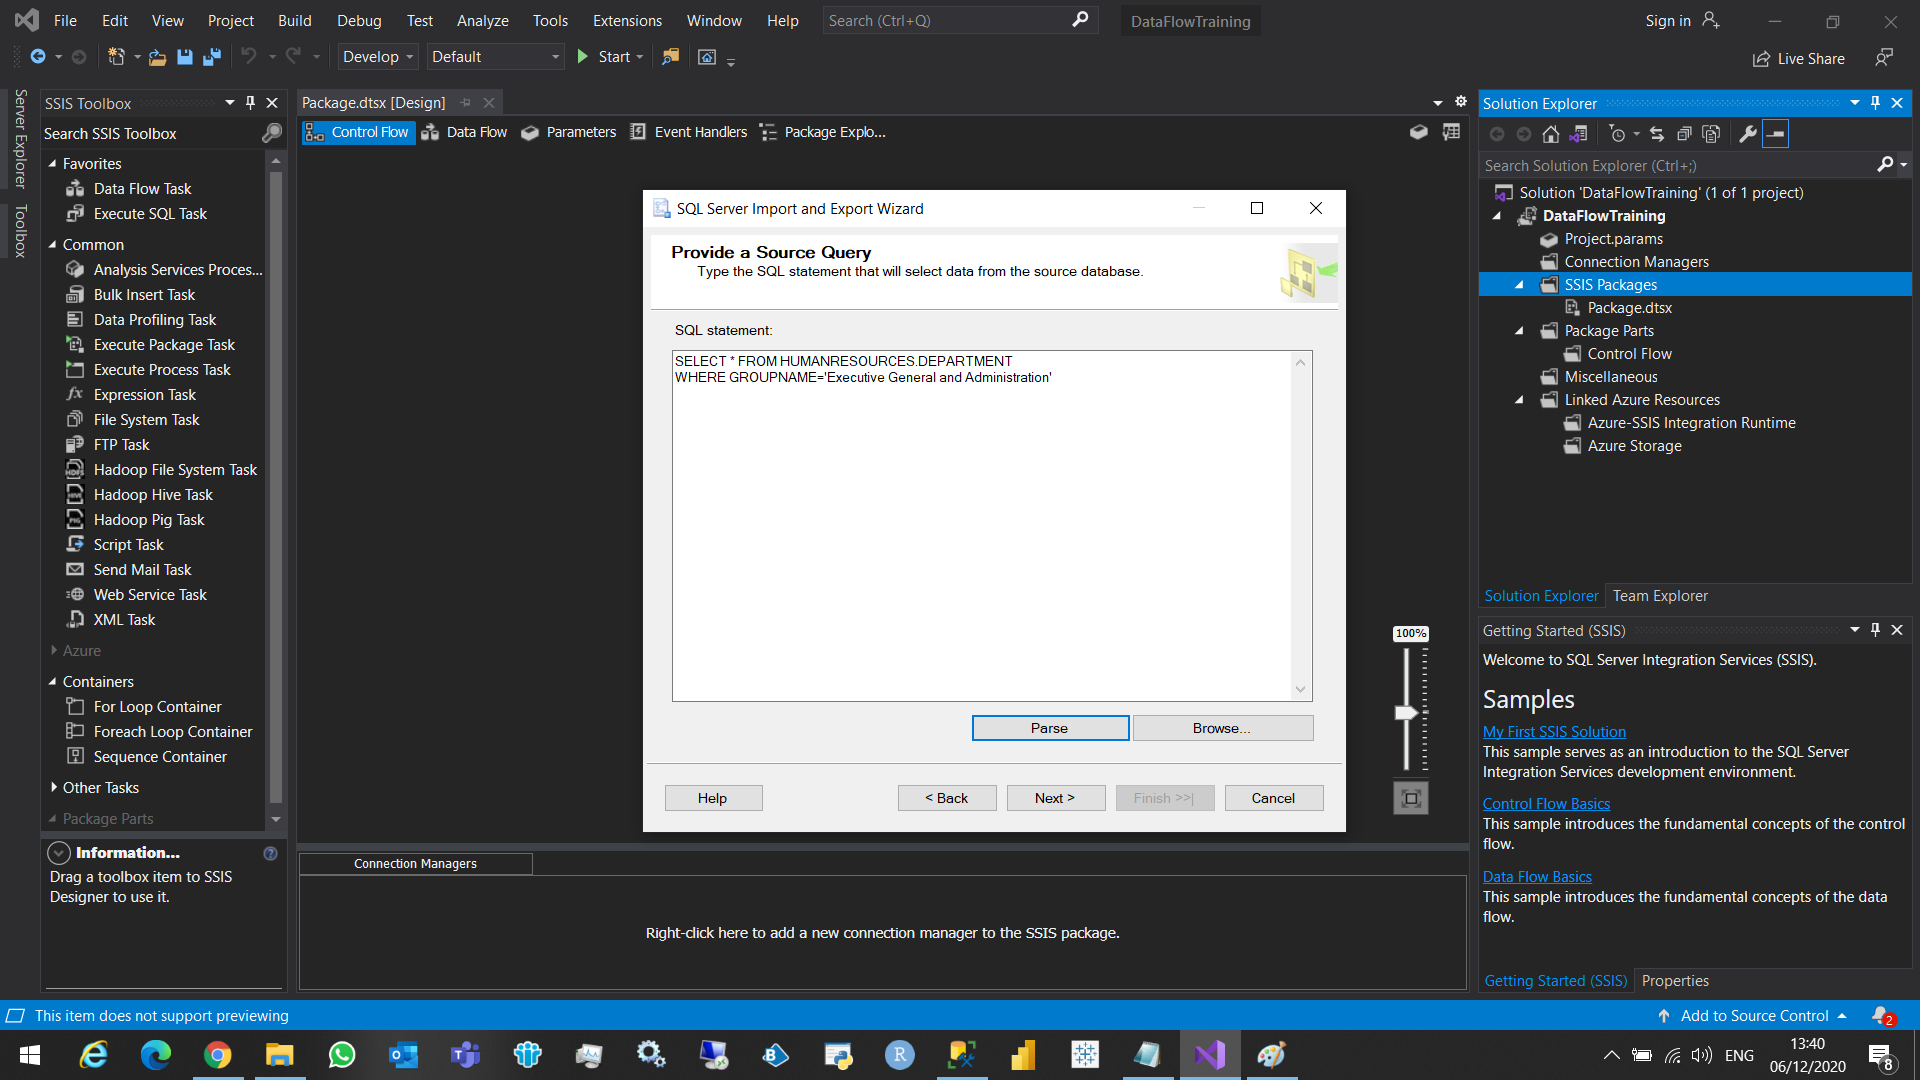 File Edit View Project Build Debug Test Analyze Tools Extensions Window Help Search (Ctrl+Q) DataFlowTraining Sign in
Develop Default Start Live Share
Server Explorer
Toolbox
SSIS Toolbox
Search SSIS Toolbox
Favorites
Data Flow Task
Execute SQL Task
Common
Analysis Services Proces...
Bulk Insert Task
Data Profiling Task
Execute Package Task
Execute Process Task
Expression Task
File System Task
FTP Task
Hadoop File System Task
Hadoop Hive Task
Hadoop Pig Task
Script Task
Send Mail Task
Web Service Task
XML Task
Azure
Containers
For Loop Container
Foreach Loop Container
Sequence Container
Other Tasks
Package Parts
Information...
Drag a toolbox item to SSIS
Designer to use it.
Package.dtsx [Design]
Control Flow Data Flow Parameters Event Handlers Package Explo...
SQL Server Import and Export Wizard
Provide a Source Query
Type the SQL statement that will select data from the source database.
SQL statement:
SELECT * FROM HUMANRESOURCES.DEPARTMENT
WHERE GROUPNAME='Executive General and Administration'
Parse Browse...
Help < Back Next > Finish >>| Cancel
100%
Connection Managers
Right-click here to add a new connection manager to the SSIS package.
Solution Explorer
Search Solution Explorer (Ctrl+;)
Solution 'DataFlowTraining' (1 of 1 project)
DataFlowTraining
Project.params
Connection Managers
SSIS Packages
Package.dtsx
Package Parts
Control Flow
Miscellaneous
Linked Azure Resources
Azure-SSIS Integration Runtime
Azure Storage
Solution Explorer Team Explorer
Getting Started (SSIS)
Welcome to SQL Server Integration Services (SSIS).
Samples
My First SSIS Solution
This sample serves as an introduction to the SQL Server
Integration Services development environment.
Control Flow Basics
This sample introduces the fundamental concepts of the control
flow.
Data Flow Basics
This sample introduces the fundamental concepts of the data
flow.
Getting Started (SSIS) Properties
This item does not support previewing Add to Source Control 2
ENG 13:40
06/12/2020 8